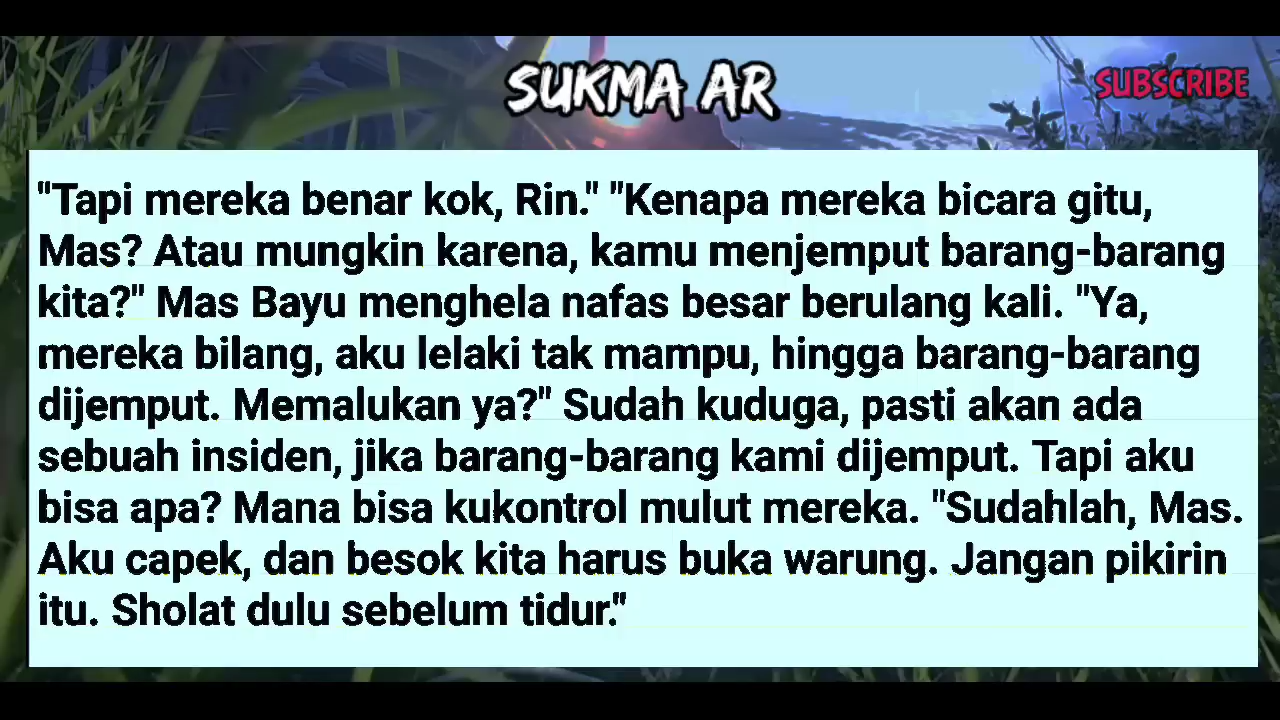 SUKMA AR
SUBSCRIBE
"Tapi mereka benar kok, Rin." "Kenapa mereka bicara gitu,
Mas? Atau mungkin karena, kamu menjemput barang-barang
kita?" Mas Bayu menghela nafas besar berulang kali. "Ya,
mereka bilang, aku lelaki tak mampu, hingga barang-barang
dijemput. Memalukan ya?" Sudah kuduga, pasti akan ada
sebuah insiden, jika barang-barang kami dijemput. Tapi aku
bisa apa? Mana bisa kukontrol mulut mereka. "Sudahlah, Mas.
Aku capek, dan besok kita harus buka warung. Jangan pikirin
itu. Sholat dulu sebelum tidur."